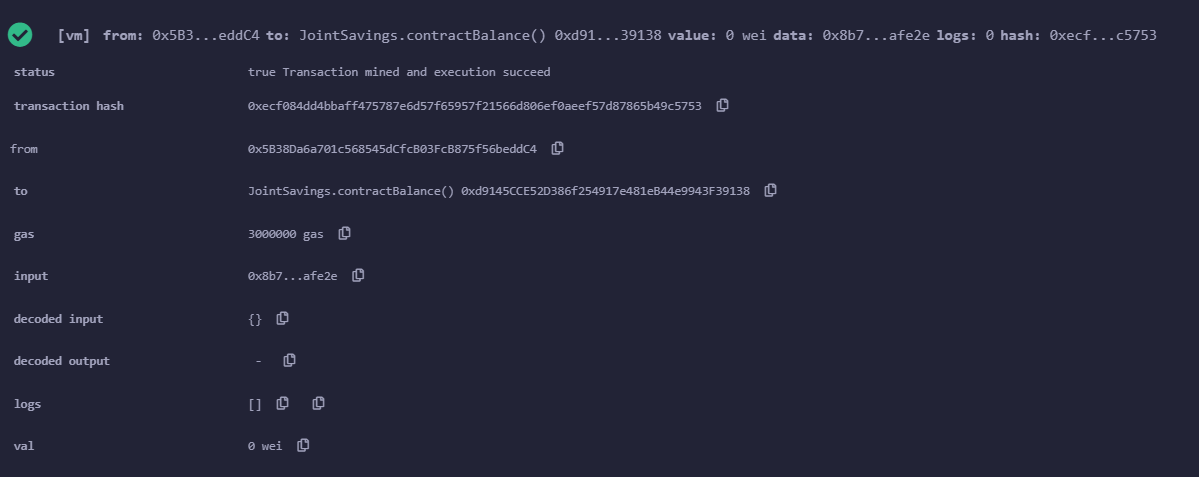 [vm] from: 0x5B3...eddC4 to: JointSavings.contractBalance() 0xd91...39138 value: 0 wei data: 0x8b7...afe2e logs: 0 hash: 0xecf...c5753
status true Transaction mined and execution succeed
transaction hash 0xecf084dd4bbaff475787e6d57f65957f21566d806ef0aeef57d87865b49c5753
from 0x5B38Da6a701c568545dCfcB03FcB875f56beddC4
to JointSavings.contractBalance() 0xd9145CCE52D386f254917e481eB44e9943F39138
gas 3000000 gas
input 0x8b7...afe2e
decoded input {}
decoded output -
logs []
val 0 wei